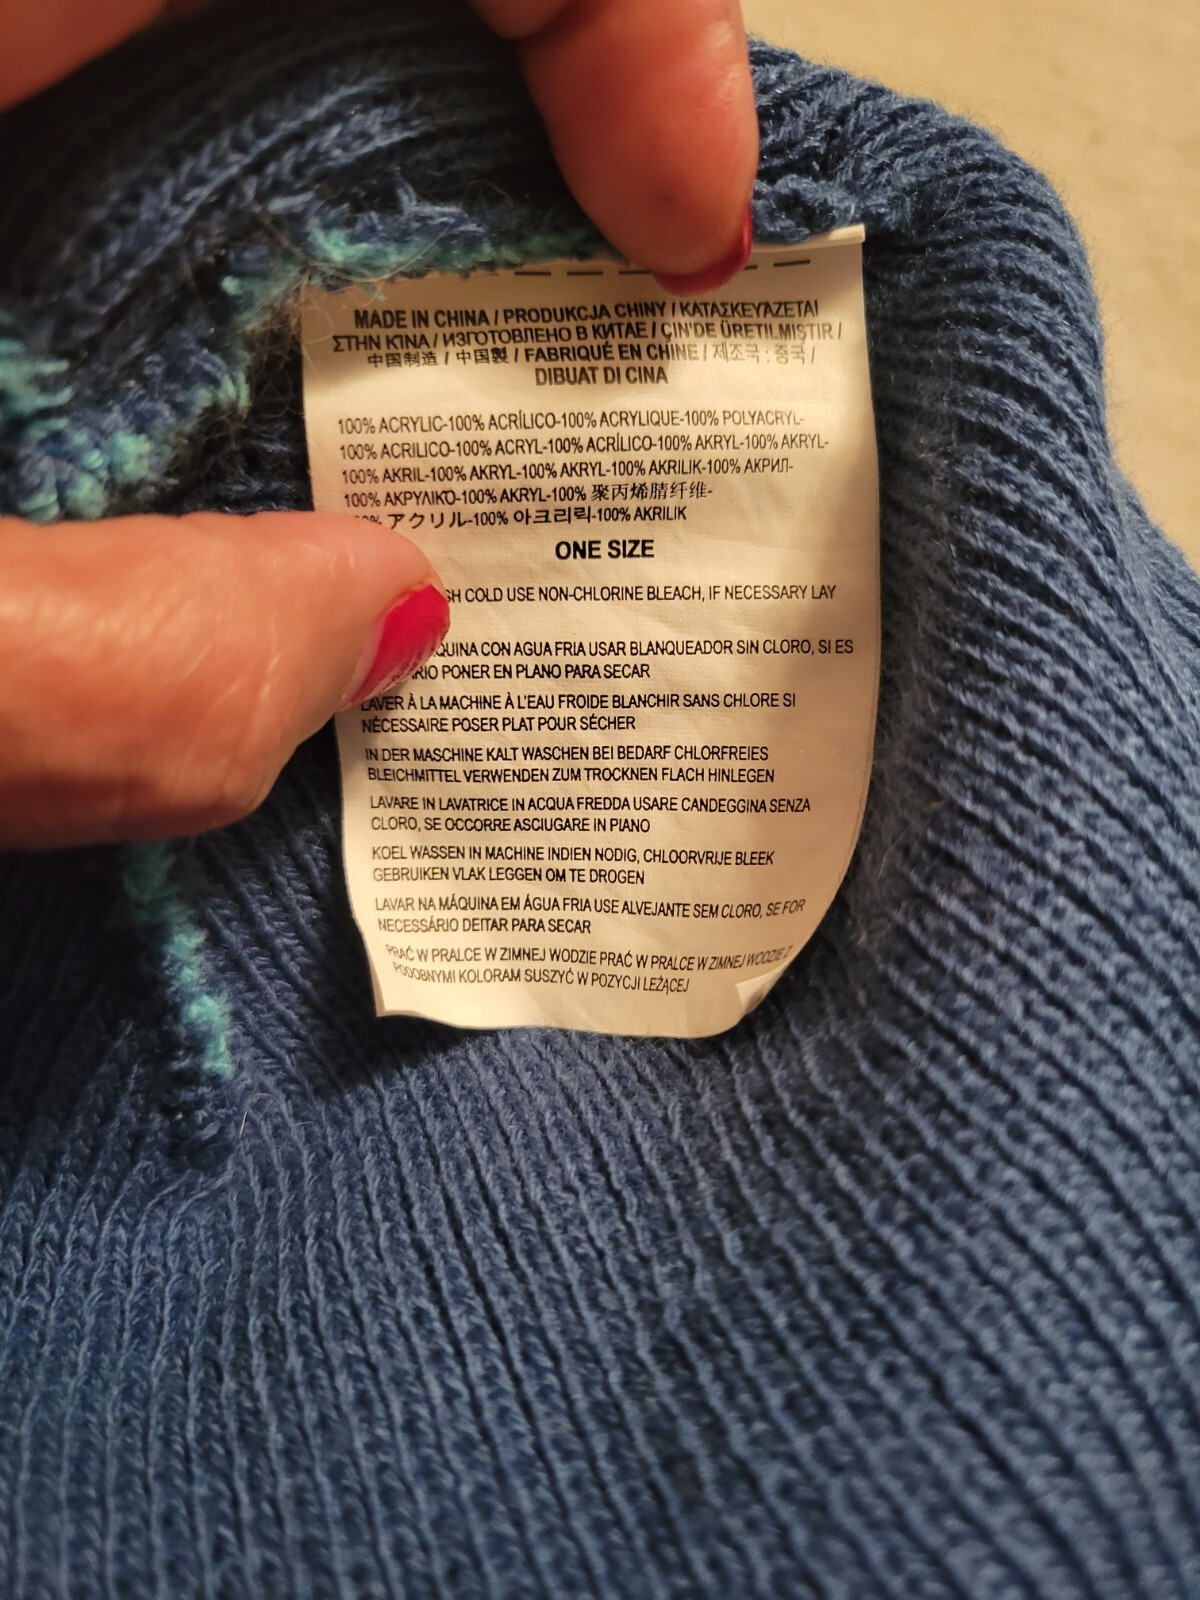 MADE IN CHINA / PRODUKCJA CHINY / ΚΑΤΑΣΚΕΥΆΖΕΤΑΙ
ΣΤΗΝ ΚΊΝΑ / ИЗГОТОВЛЕНО В КИТАЕ / ÇIN'DE ÜRETILMIŞTIR /
中国制造 / 中国製 / FABRIQUÉ EN CHINE / 제조국 : 중국 /
DIBUAT DI CINA
100% ACRYLIC-100% ACRÍLICO-100% ACRYLIQUE-100% POLYACRYL-
100% ACRILICO-100% ACRYL-100% ACRÍLICO-100% AKRYL-100% AKRYL-
100% AKRIL-100% AKRYL-100% AKRYL-100% AKRILIK-100% АКРИЛ-
100% ΑΚΡΥΛΙΚΌ-100% AKRYL-100% 聚丙烯腈纤维-
アクリル-100% 아크리릭-100% AKRILIK
ONE SIZE
COLD USE NON-CHLORINE BLEACH, IF NECESSARY LAY
CON AGUA FRIA USAR BLANQUEADOR SIN CLORO, SI ES
PONER EN PLANO PARA SECAR
LAVER À LA MACHINE À L'EAU FROIDE BLANCHIR SANS CHLORE SI
NÉCESSAIRE POSER PLAT POUR SÉCHER
IN DER MASCHINE KALT WASCHEN BEI BEDARF CHLORFREIES
BLEICHMITTEL VERWENDEN ZUM TROCKNEN FLACH HINLEGEN
LAVARE IN LAVATRICE IN ACQUA FREDDA USARE CANDEGGINA SENZA
CLORO, SE OCCORRE ASCIUGARE IN PIANO
KOEL WASSEN IN MACHINE INDIEN NODIG, CHLOORVRIJE BLEEK
GEBRUIKEN VLAK LEGGEN OM TE DROGEN
LAVAR NA MÁQUINA EM ÁGUA FRIA USE ALVEJANTE SEM CLORO, SE FOR
NECESSÁRIO DEITAR PARA SECAR
PRAĆ W PRALCE W ZIMNEJ WODZIE PRAĆ W PRALCE W ZIMNEJ WODZIE Z
PODOBNYMI KOLORAM SUSZYĆ W POZYCJI LEŻĄCEJ